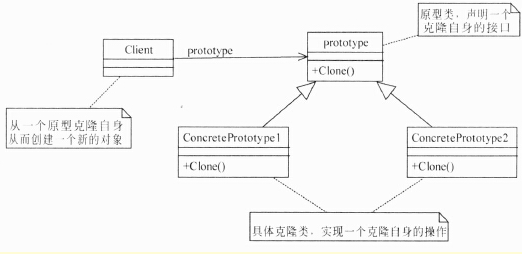 原型类，声明一个
克隆自身的接口
Client
prototype
prototype
+Clone()
从一个原型克隆自身
从而创建一个新的对象
ConcretePrototype1
+Clone()
ConcretePrototype2
+Clone()
具体克隆类，实现一个克隆自身的操作